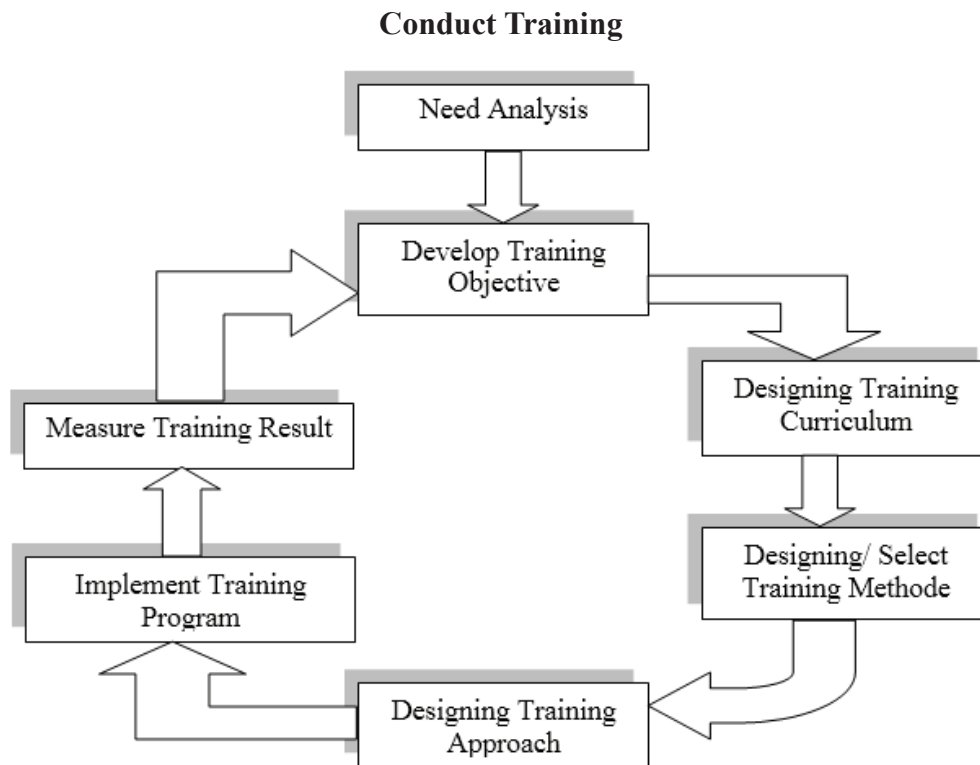 Conduct Training
Need Analysis
Develop Training
Objective
Designing Training
Curriculum
Designing/ Select
Training Methode
Designing Training
Approach
Implement Training
Program
Measure Training Result